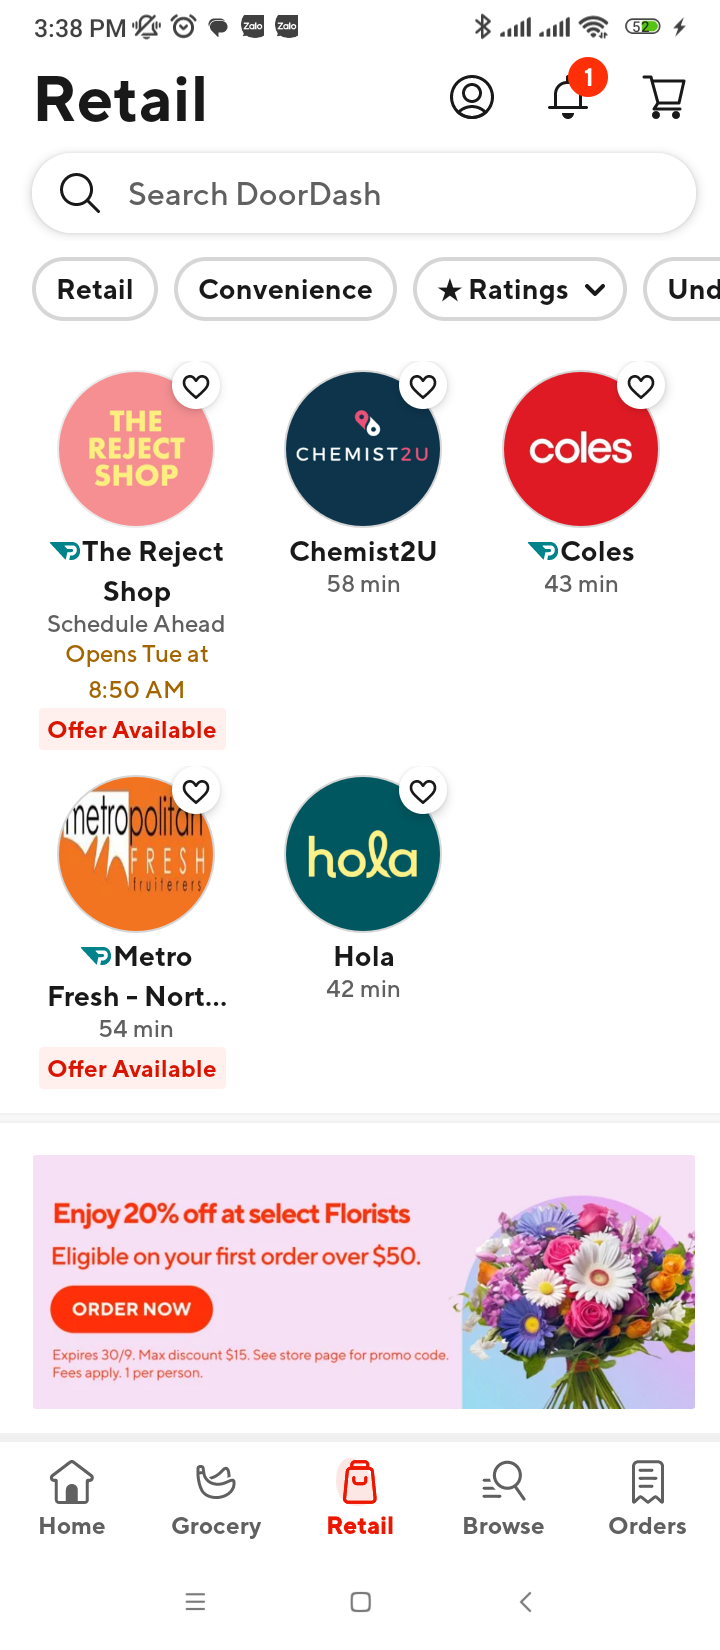 3:38 PM
Zalo
Zalo
52
Retail
1
Search DoorDash
Retail
Convenience
★ Ratings
Und
THE
REJECT
SHOP
CHEMIST2U
coles
The Reject
Shop
Schedule Ahead
Opens Tue at
8:50 AM
Offer Available
Chemist2U
58 min
Coles
43 min
metropolitan
FRESH
fruiterers
hola
Metro
Fresh - Nort...
54 min
Offer Available
Hola
42 min
Enjoy 20% off at select Florists
Eligible on your first order over $50.
ORDER NOW
Expires 30/9. Max discount $15. See store page for promo code.
Fees apply. 1 per person.
Home
Grocery
Retail
Browse
Orders